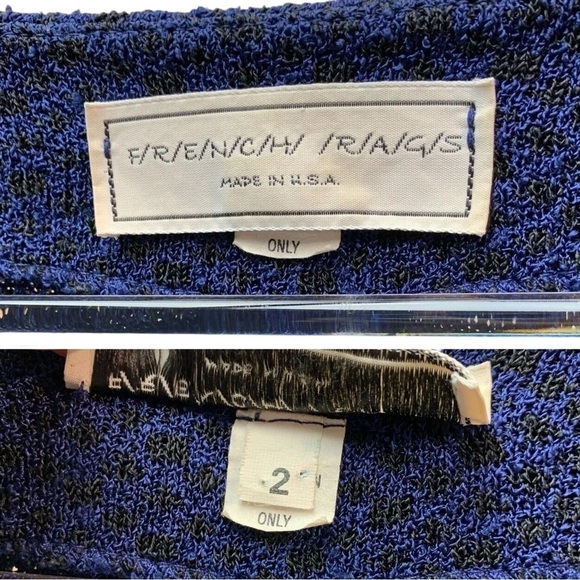 F/R/E/N/C/H/ /R/A/G/S
MADE IN U.S.A.
ONLY
2
ONLY